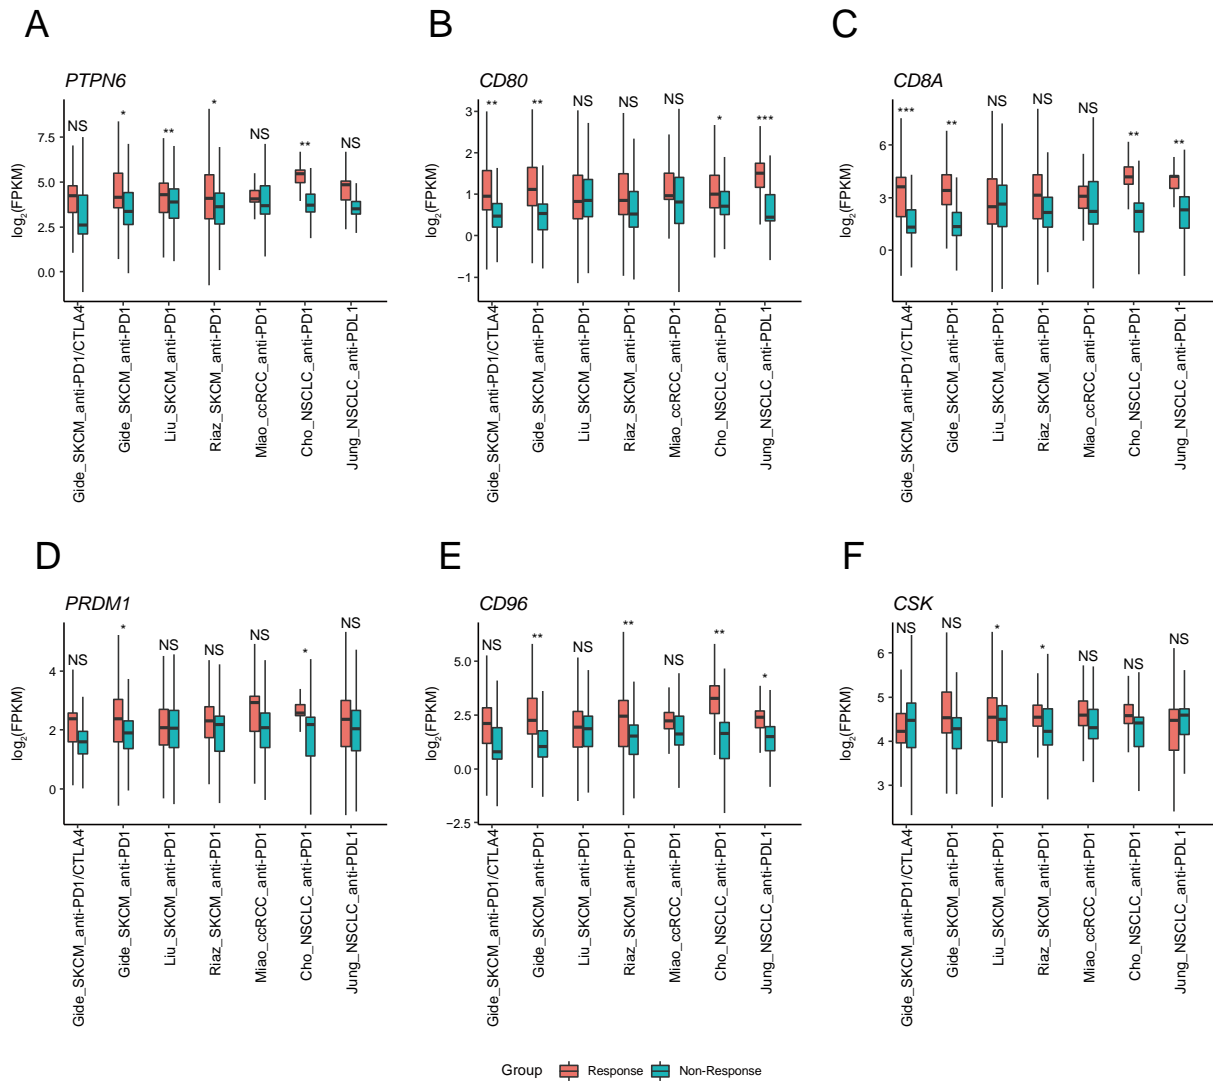 A
B
C
PTPN6
CD80
CD8A
log2(FPKM)
7.5
5.0
2.5
0.0
NS
*
**
*
NS
**
NS
Gide_SKCM_anti-PD1/CTLA4
Gide_SKCM_anti-PD1
Liu_SKCM_anti-PD1
Riaz_SKCM_anti-PD1
Miao_ccRCC_anti-PD1
Cho_NSCLC_anti-PD1
Jung_NSCLC_anti-PDL1
log2(FPKM)
3
2
1
0
−1
**
**
NS
NS
NS
*
***
Gide_SKCM_anti-PD1/CTLA4
Gide_SKCM_anti-PD1
Liu_SKCM_anti-PD1
Riaz_SKCM_anti-PD1
Miao_ccRCC_anti-PD1
Cho_NSCLC_anti-PD1
Jung_NSCLC_anti-PDL1
log2(FPKM)
6
3
0
***
**
NS
NS
NS
**
**
Gide_SKCM_anti-PD1/CTLA4
Gide_SKCM_anti-PD1
Liu_SKCM_anti-PD1
Riaz_SKCM_anti-PD1
Miao_ccRCC_anti-PD1
Cho_NSCLC_anti-PD1
Jung_NSCLC_anti-PDL1
D
E
F
PRDM1
CD96
CSK
log2(FPKM)
4
2
0
NS
*
NS
NS
NS
*
NS
Gide_SKCM_anti-PD1/CTLA4
Gide_SKCM_anti-PD1
Liu_SKCM_anti-PD1
Riaz_SKCM_anti-PD1
Miao_ccRCC_anti-PD1
Cho_NSCLC_anti-PD1
Jung_NSCLC_anti-PDL1
log2(FPKM)
5.0
2.5
0.0
−2.5
NS
**
NS
**
NS
**
*
Gide_SKCM_anti-PD1/CTLA4
Gide_SKCM_anti-PD1
Liu_SKCM_anti-PD1
Riaz_SKCM_anti-PD1
Miao_ccRCC_anti-PD1
Cho_NSCLC_anti-PD1
Jung_NSCLC_anti-PDL1
log2(FPKM)
6
5
4
3
NS
NS
*
*
NS
NS
NS
Gide_SKCM_anti-PD1/CTLA4
Gide_SKCM_anti-PD1
Liu_SKCM_anti-PD1
Riaz_SKCM_anti-PD1
Miao_ccRCC_anti-PD1
Cho_NSCLC_anti-PD1
Jung_NSCLC_anti-PDL1
Group Response Non-Response